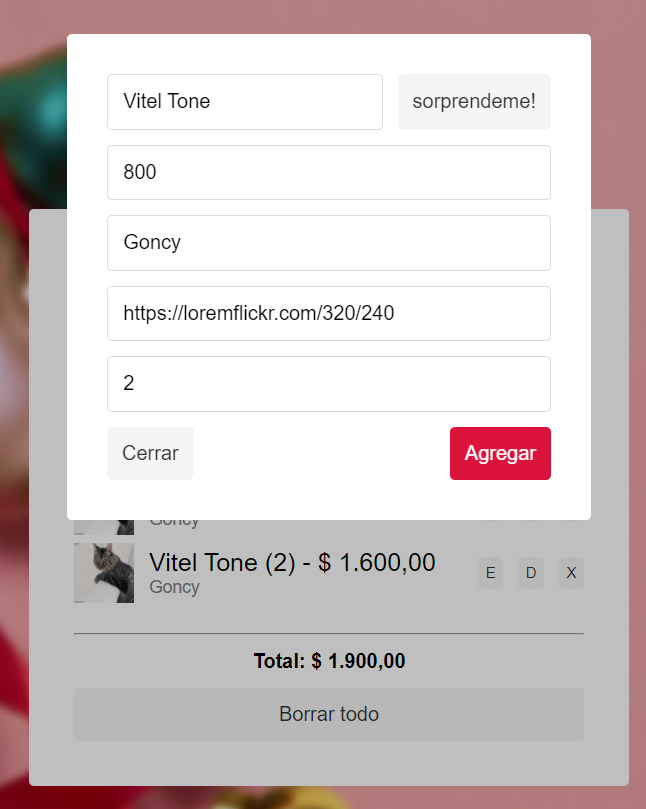 Vitel Tone
sorprendeme!
800
Goncy
https://loremflickr.com/320/240
2
Cerrar
Agregar
Goncy
Vitel Tone (2) - $ 1.600,00
Goncy
E D X
Total: $ 1.900,00
Borrar todo